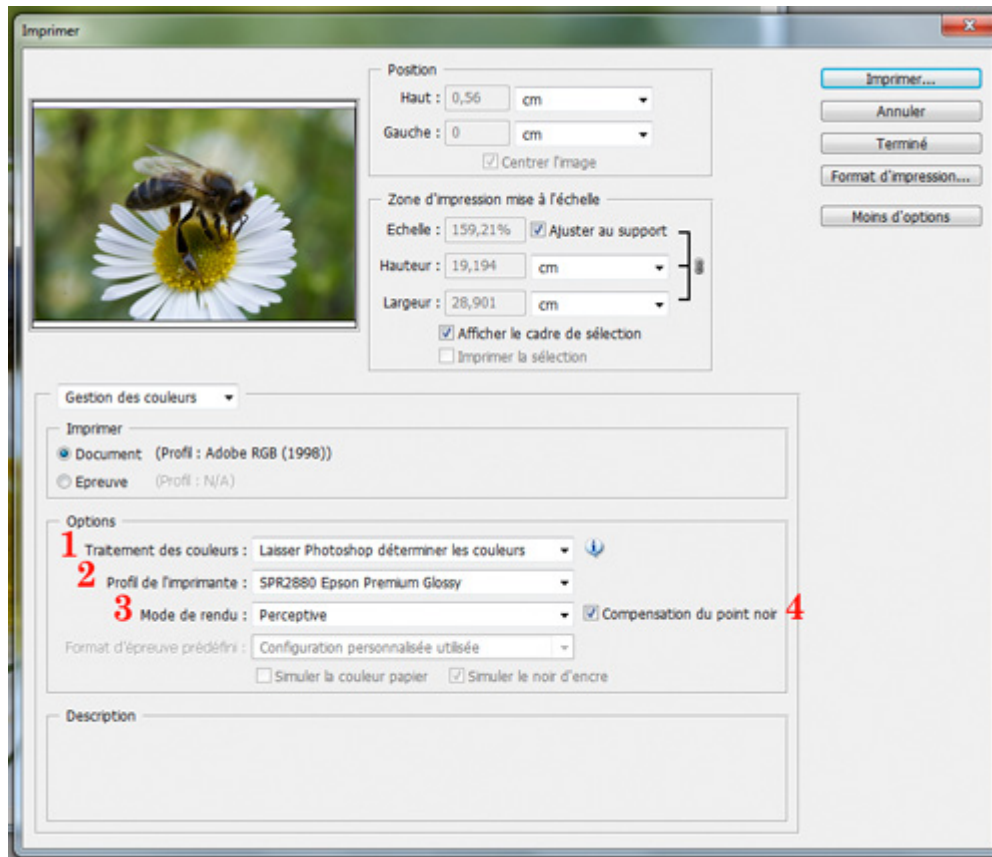 Imprimer
Position
Haut : 0,56 cm
Gauche : 0 cm
Centrer l'image
Zone d'impression mise à l'échelle
Echelle : 159,21% Ajuster au support
Hauteur : 19,194 cm
Largeur : 28,901 cm
Afficher le cadre de sélection
Imprimer la sélection
Imprimer...
Annuler
Terminé
Format d'impression...
Moins d'options
Gestion des couleurs
Imprimer
Document (Profil : Adobe RGB (1998))
Epreuve (Profil : N/A)
Options
1 Traitement des couleurs : Laisser Photoshop déterminer les couleurs
2 Profil de l'imprimante : SPR2880 Epson Premium Glossy
3 Mode de rendu : Perceptive Compensation du point noir 4
Format d'épreuve prédéfini : Configuration personnalisée utilisée
Simuler la couleur papier Simuler le noir d'encre
Description